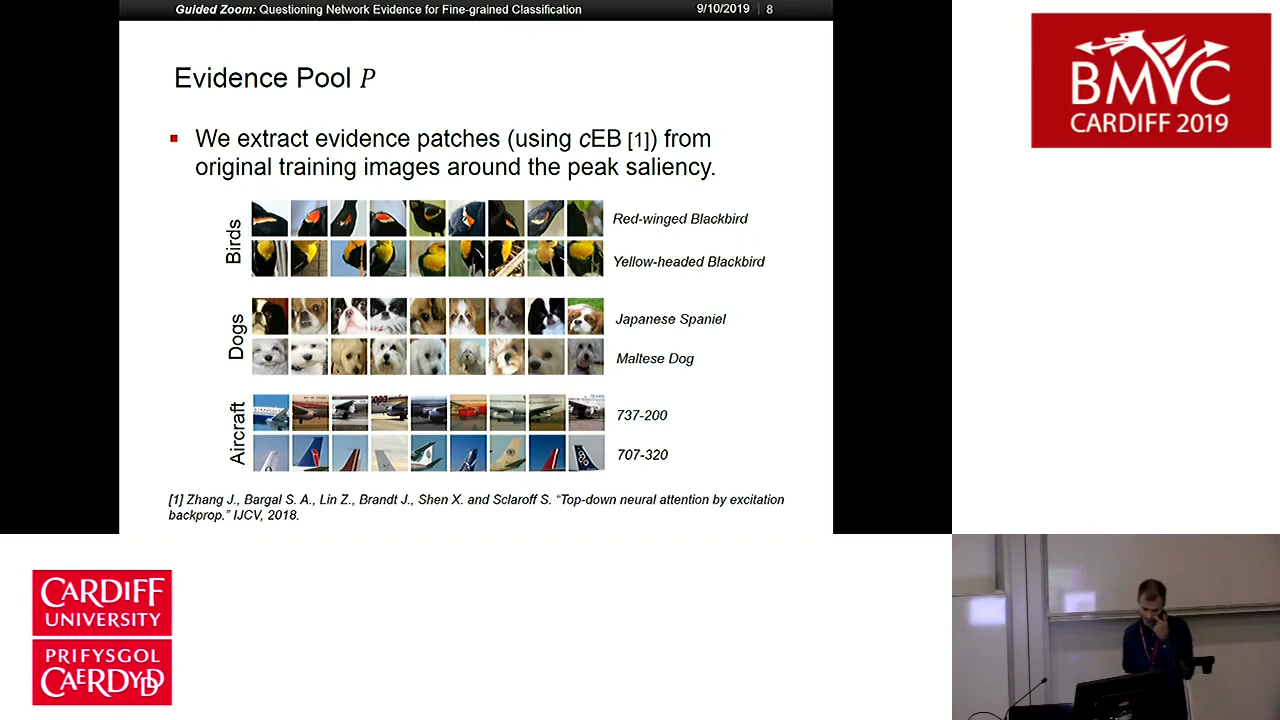 Guided Zoom: Questioning Network Evidence for Fine-grained Classification 9/10/2019 | 8
Evidence Pool P
We extract evidence patches (using cEB [1]) from
original training images around the peak saliency.
Birds
Red-winged Blackbird
Yellow-headed Blackbird
Dogs
Japanese Spaniel
Maltese Dog
Aircraft
737-200
707-320
[1] Zhang J., Bargal S. A., Lin Z., Brandt J., Shen X. and Sclaroff S. “Top-down neural attention by excitation
backprop.” IJCV, 2018.
BMVC
CARDIFF 2019
CARDIFF
UNIVERSITY
PRIFYSGOL
CAERDYDD